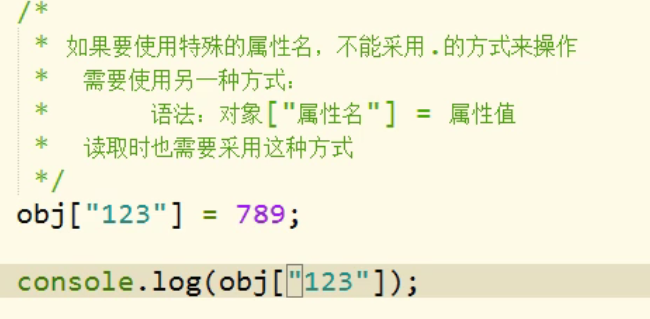 /*
* 如果要使用特殊的属性名，不能采用.的方式来操作
* 需要使用另一种方式：
* 语法：对象["属性名"] = 属性值
* 读取时也需要采用这种方式
*/
obj["123"] = 789;
console.log(obj["123"]);